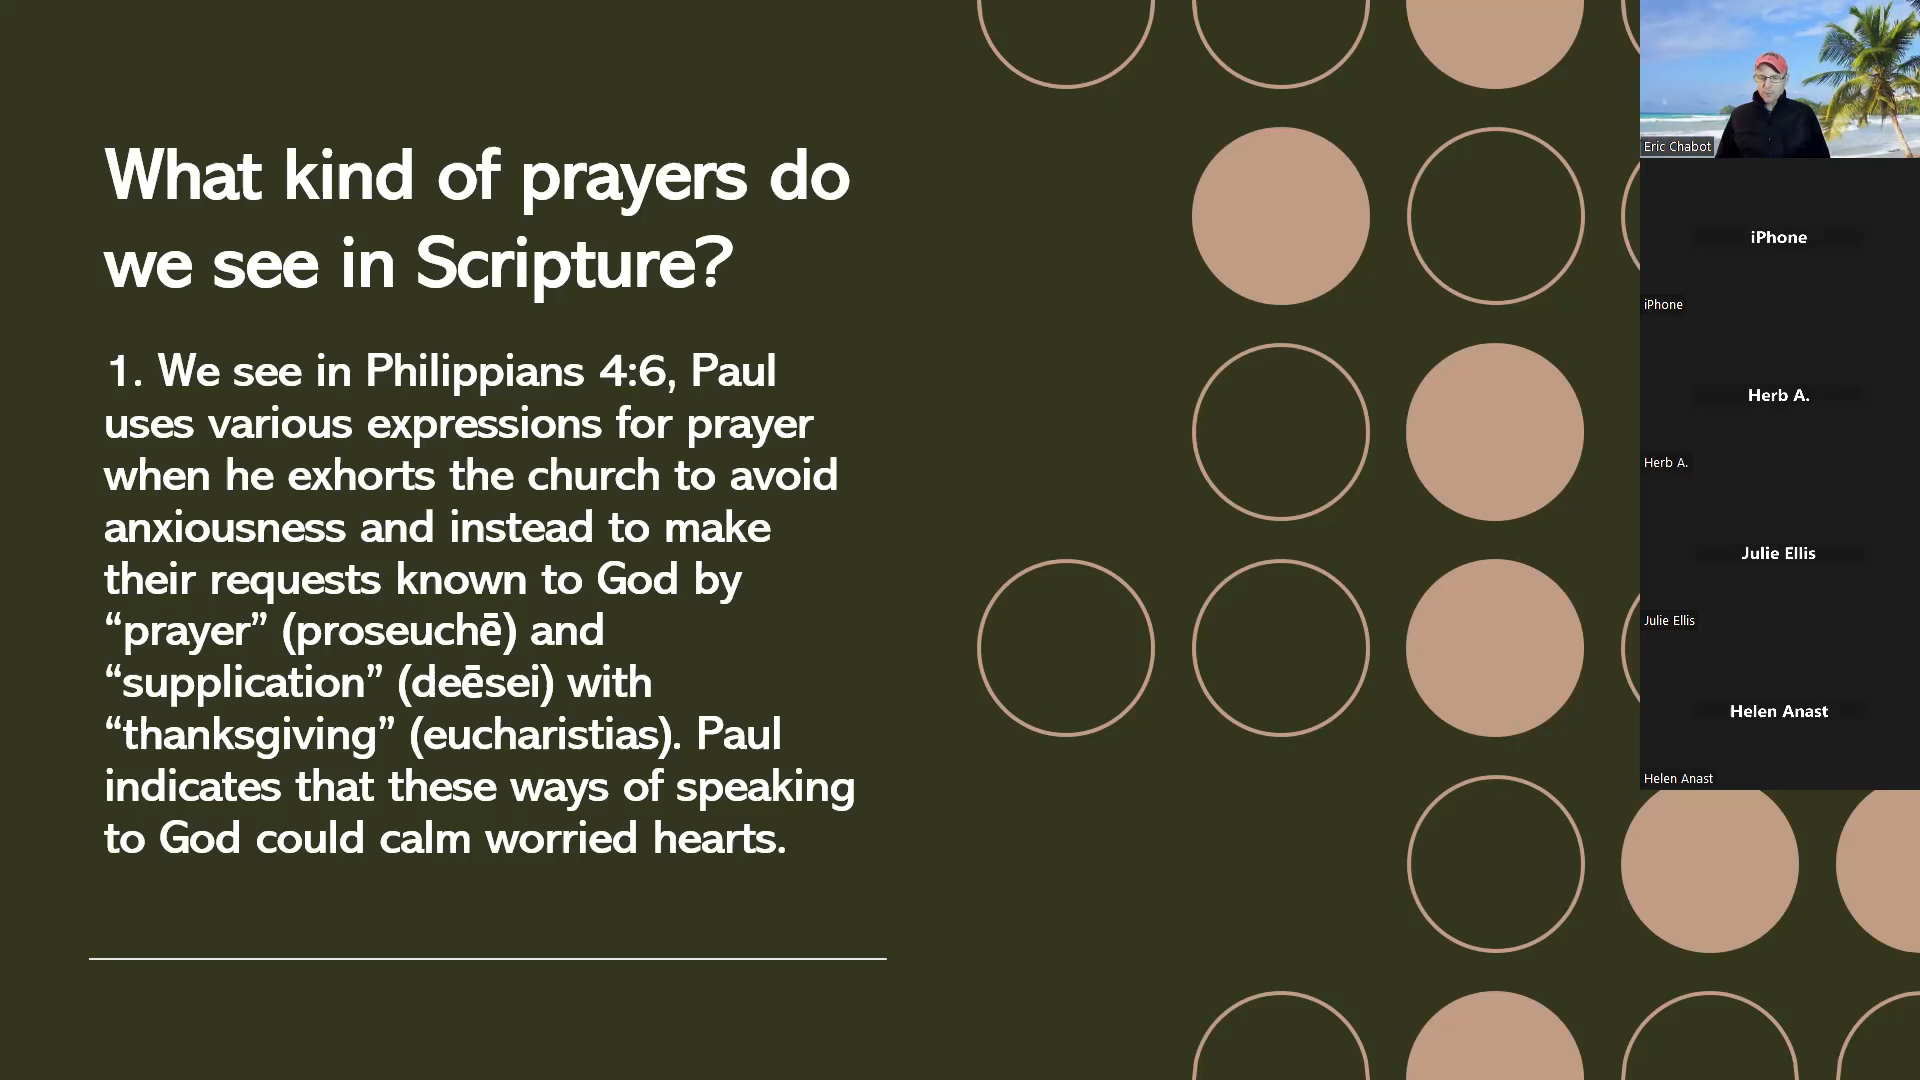 What kind of prayers do
we see in Scripture?
1. We see in Philippians 4:6, Paul
uses various expressions for prayer
when he exhorts the church to avoid
anxiousness and instead to make
their requests known to God by
“prayer” (proseuchē) and
“supplication” (deēsei) with
“thanksgiving” (eucharistias). Paul
indicates that these ways of speaking
to God could calm worried hearts.
Eric Chabot
iPhone
iPhone
Herb A.
Herb A.
Julie Ellis
Julie Ellis
Helen Anast
Helen Anast